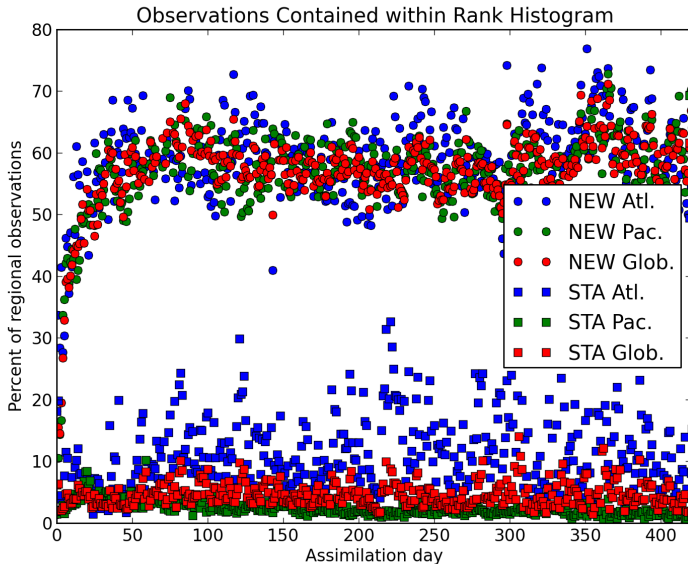 Observations Contained within Rank Histogram
Percent of regional observations
80
70
60
50
40
30
20
10
0
NEW Atl.
NEW Pac.
NEW Glob.
STA Atl.
STA Pac.
STA Glob.
0 50 100 150 200 250 300 350 400
Assimilation day